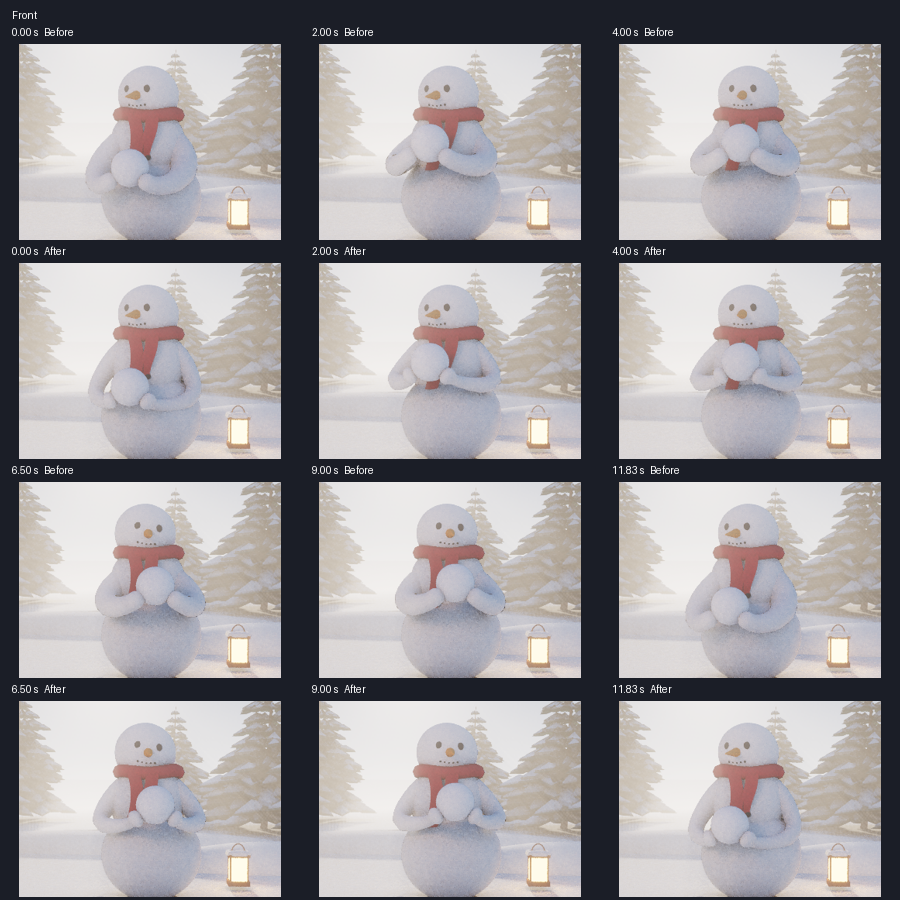 Front
0.00 s Before
2.00 s Before
4.00 s Before
0.00 s After
2.00 s After
4.00 s After
6.50 s Before
9.00 s Before
11.83 s Before
6.50 s After
9.00 s After
11.83 s After